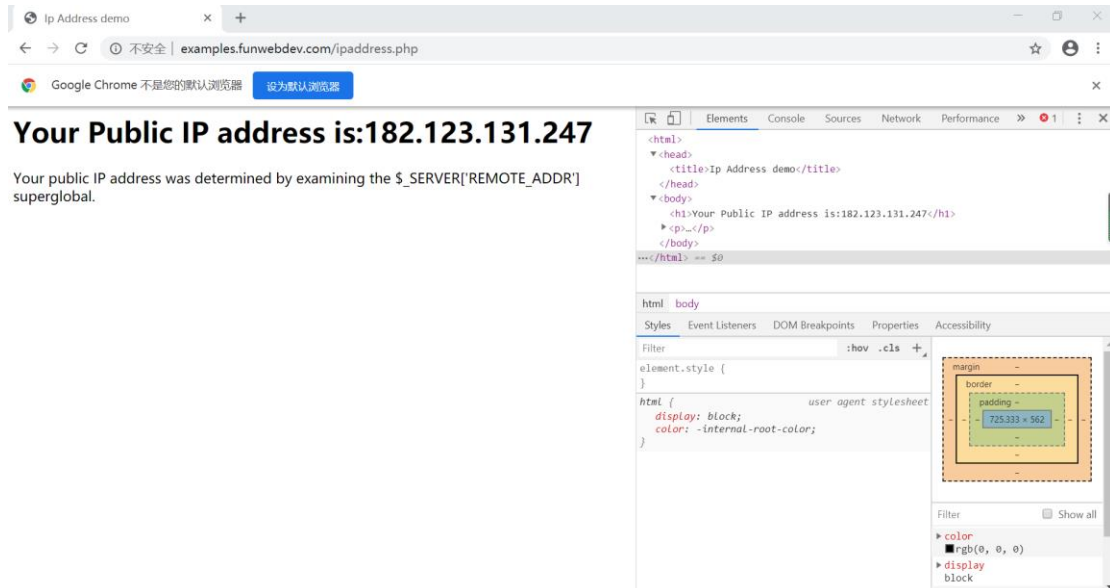 Ip Address demo
不安全 | examples.funwebdev.com/ipaddress.php
Google Chrome 不是您的默认浏览器 设为默认浏览器
Your Public IP address is:182.123.131.247
Your public IP address was determined by examining the $_SERVER['REMOTE_ADDR']
superglobal.
Elements Console Sources Network Performance » 1
<html>
▼<head>
<title>Ip Address demo</title>
</head>
▼<body>
<h1>Your Public IP address is:182.123.131.247</h1>
▶<p>…</p>
</body>
…</html> == $0
html body
Styles Event Listeners DOM Breakpoints Properties Accessibility
Filter :hov .cls +
element.style {
}
html { user agent stylesheet
display: block;
color: -internal-root-color;
}
margin -
border -
padding -
- - - 725.333 × 562 - - -
-
-
-
Filter Show all
▶color
rgb(0, 0, 0)
▶display
block